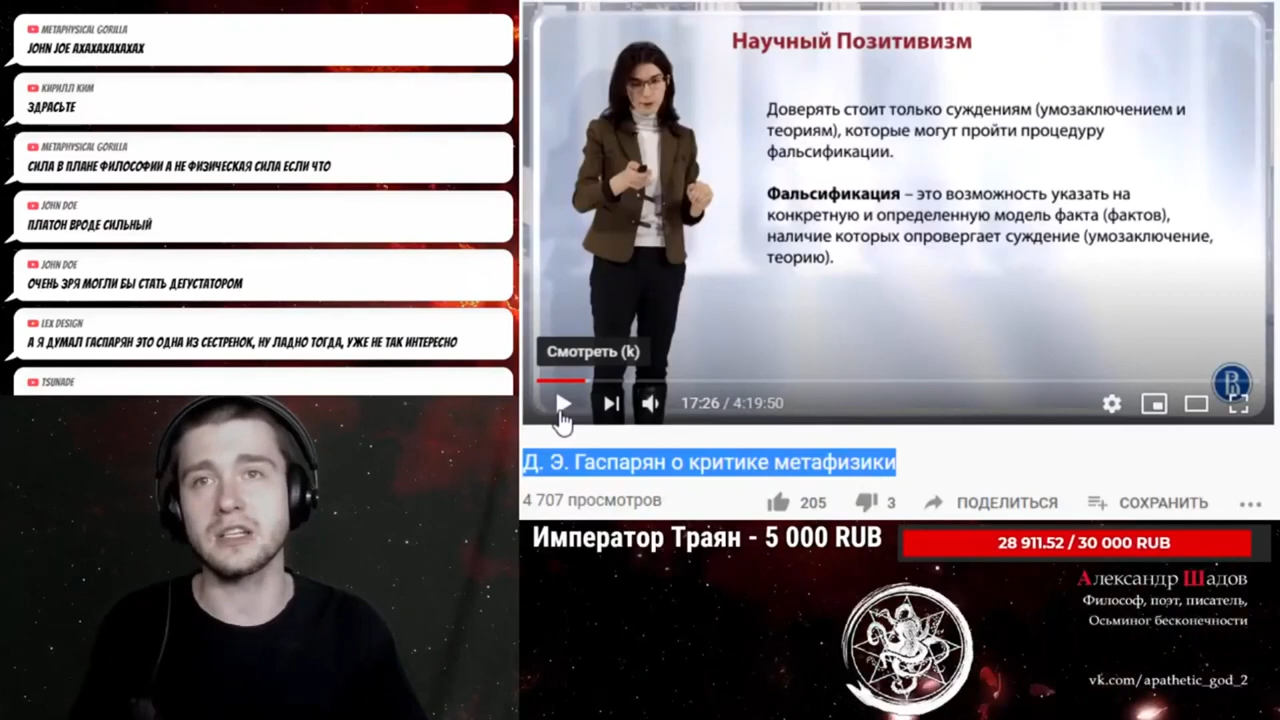 METAPHYSICAL GORILLA
JOHN JOE АХАХАХАХАХАХ
КИРИЛЛ КИМ
ЗДРАСЬТЕ
METAPHYSICAL GORILLA
СИЛА В ПЛАНЕ ФИЛОСОФИИ А НЕ ФИЗИЧЕСКАЯ СИЛА ЕСЛИ ЧТО
JOHN DOE
ПЛАТОН ВРОДЕ СИЛЬНЫЙ
JOHN DOE
ОЧЕНЬ ЗРЯ МОГЛИ БЫ СТАТЬ ДЕГУСТАТОРОМ
LEX DESIGN
А Я ДУМАЛ ГАСПАРЯН ЭТО ОДНА ИЗ СЕСТРЕНОК, НУ ЛАДНО ТОГДА, УЖЕ НЕ ТАК ИНТЕРЕСНО
TSUNADE
Научный Позитивизм
Доверять стоит только суждениям (умозаключением и
теориям), которые могут пройти процедуру
фальсификации.
Фальсификация – это возможность указать на
конкретную и определенную модель факта (фактов),
наличие которых опровергает суждение (умозаключение,
теорию).
Смотреть (k)
17:26 / 4:19:50
Д. Э. Гаспарян о критике метафизики
4 707 просмотров
205
3
ПОДЕЛИТЬСЯ
СОХРАНИТЬ
Император Траян - 5 000 RUB
28 911.52 / 30 000 RUB
Александр Шадов
Философ, поэт, писатель,
Осьминог бесконечности
vk.com/apathetic_god_2